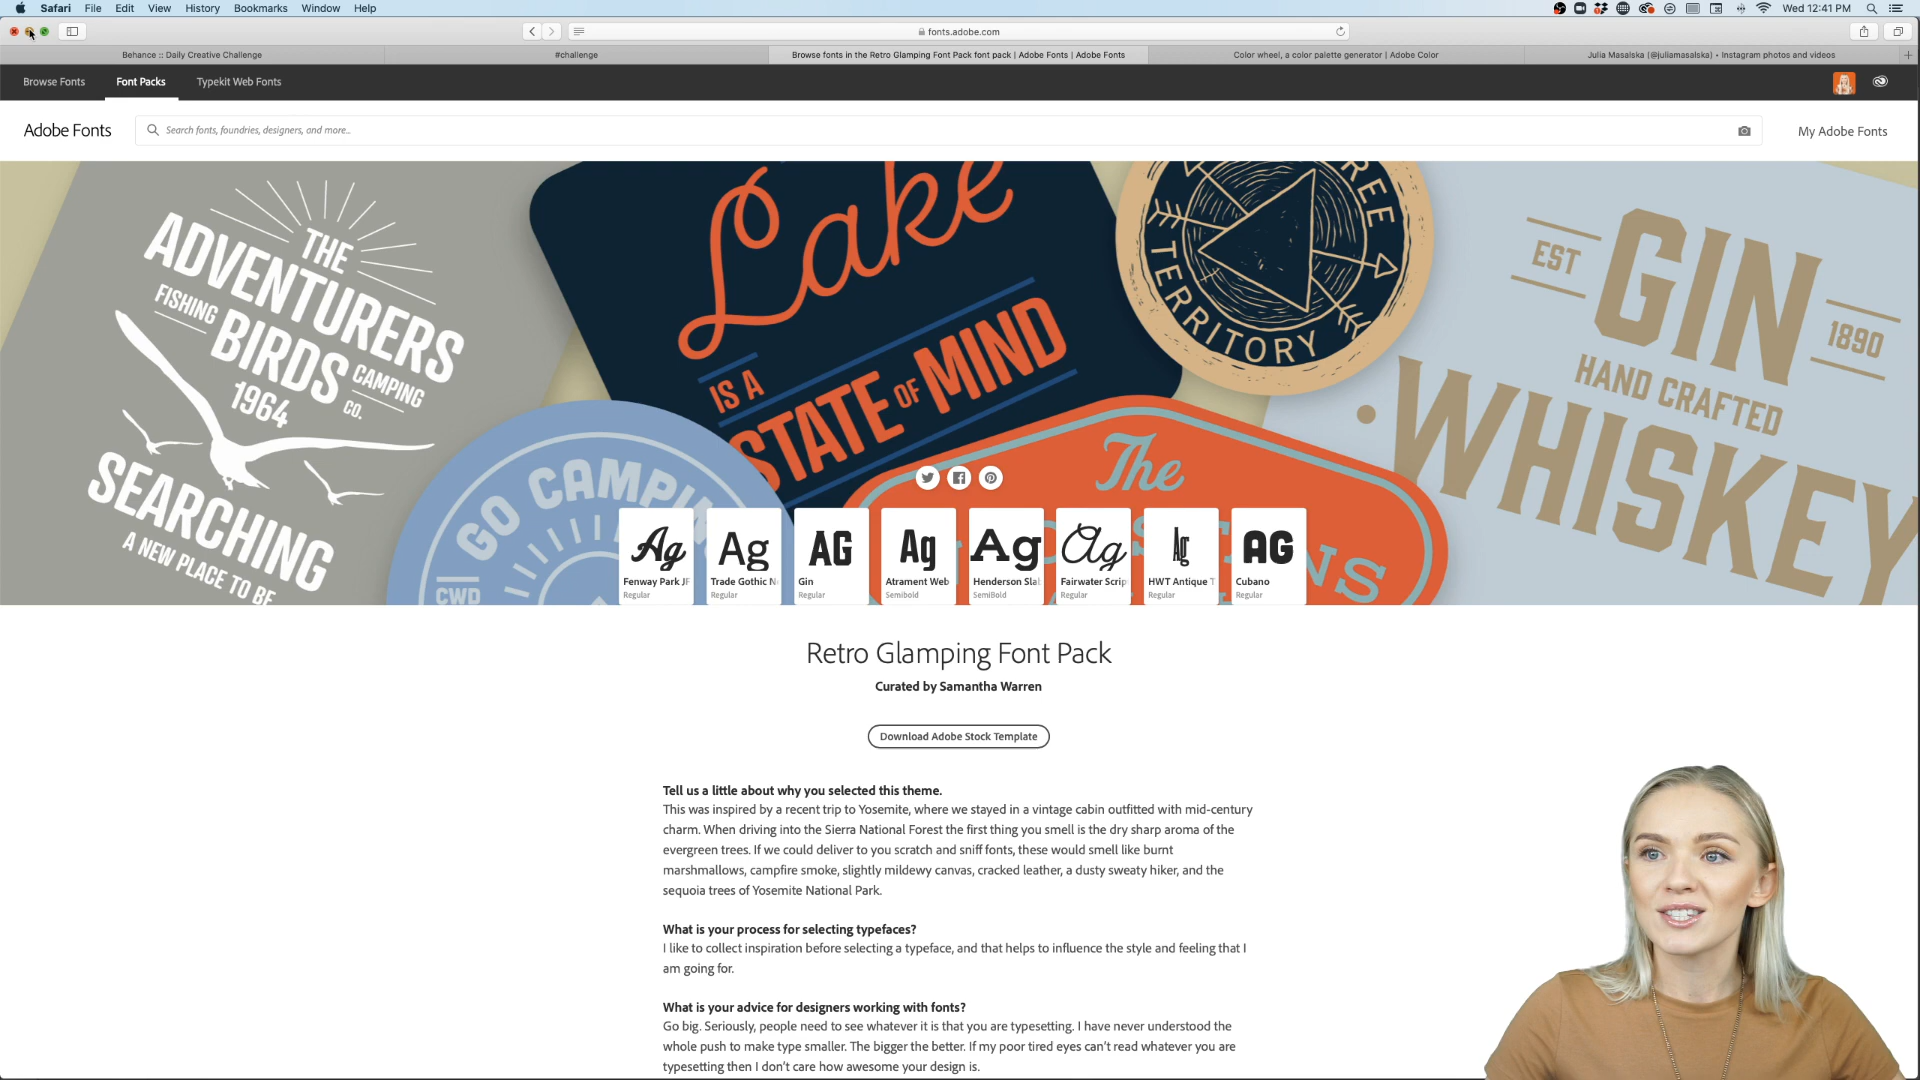 Safari File Edit View History Bookmarks Window Help
Wed 12:41 PM
fonts.adobe.com
Behance :: Daily Creative Challenge
#challenge
Browse fonts in the Retro Glamping Font Pack font pack | Adobe Fonts | Adobe Fonts
Color wheel, a color palette generator | Adobe Color
Julia Masalska (@juliamasalska) • Instagram photos and videos
Browse Fonts
Font Packs
Typekit Web Fonts
Adobe Fonts
Search fonts, foundries, designers, and more...
My Adobe Fonts
THE
ADVENTURERS
FISHING
BIRDS
CAMPING
CO.
1964
SEARCHING
A NEW PLACE TO BE
GO CAMPIN
CWD
Lake
IS A
STATE OF MIND
TREE
TERRITORY
The
NS
EST
GIN
1890
HAND CRAFTED
WHISKEY
Ag
Fenway Park JF
Regular
Ag
Trade Gothic N
Regular
AG
Gin
Regular
Ag
Atrament Web
Semibold
Ag
Henderson Sla
SemiBold
Ag
Fairwater Scrip
Regular
Ag
HWT Antique T
Regular
AG
Cubano
Regular
Retro Glamping Font Pack
Curated by Samantha Warren
Download Adobe Stock Template
Tell us a little about why you selected this theme.
This was inspired by a recent trip to Yosemite, where we stayed in a vintage cabin outfitted with mid-century
charm. When driving into the Sierra National Forest the first thing you smell is the dry sharp aroma of the
evergreen trees. If we could deliver to you scratch and sniff fonts, these would smell like burnt
marshmallows, campfire smoke, slightly mildewy canvas, cracked leather, a dusty sweaty hiker, and the
sequoia trees of Yosemite National Park.
What is your process for selecting typefaces?
I like to collect inspiration before selecting a typeface, and that helps to influence the style and feeling that I
am going for.
What is your advice for designers working with fonts?
Go big. Seriously, people need to see whatever it is that you are typesetting. I have never understood the
whole push to make type smaller. The bigger the better. If my poor tired eyes can't read whatever you are
typesetting then I don't care how awesome your design is.